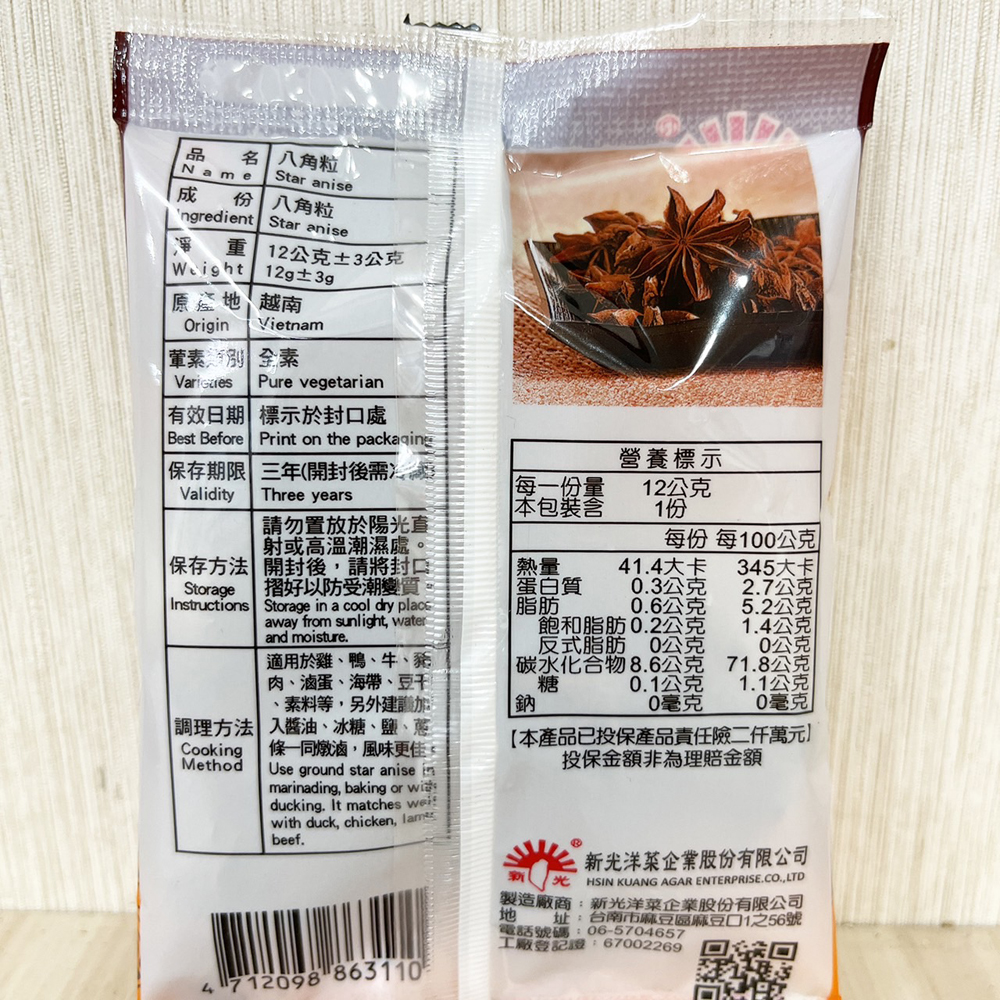 品名 八角粒
Name Star anise
成份 八角粒
Ingredient Star anise
淨重 12公克±3公克
Weight 12g±3g
原產地 越南
Origin Vietnam
葷素類別 全素
Varieties Pure vegetarian
有效日期 標示於封口處
Best Before Print on the packaging
保存期限 三年(開封後需冷藏)
Validity Three years
保存方法
Storage
Instructions
請勿置放於陽光直
射或高溫潮濕處。
開封後，請將封口
摺好以防受潮變質
Storage in a cool dry place
away from sunlight, water
and moisture.
調理方法
Cooking
Method
適用於雞、鴨、牛、豬
肉、滷蛋、海帶、豆干
、素料等，另外建議加
入醬油、冰糖、鹽、蔥
條一同燉滷，風味更佳
Use ground star anise in
marinading, baking or
ducking. It matches
with duck, chicken,
beef.
4 712098 863110
營養標示
每一份量 12公克
本包裝含 1份
每份 每100公克
熱量 41.4大卡 345大卡
蛋白質 0.3公克 2.7公克
脂肪 0.6公克 5.2公克
飽和脂肪 0.2公克 1.4公克
反式脂肪 0公克 0公克
碳水化合物 8.6公克 71.8公克
糖 0.1公克 1.1公克
鈉 0毫克 0毫克
【本產品已投保產品責任險二仟萬元】
投保金額非為理賠金額
新光
®
新光洋菜企業股份有限公司
HSIN KUANG AGAR ENTERPRISE.CO.,LTD
製造廠商：新光洋菜企業股份有限公司
地址：台南市麻豆區麻豆口1之56號
電話號碼：06-5704657
工廠登記證：67002269